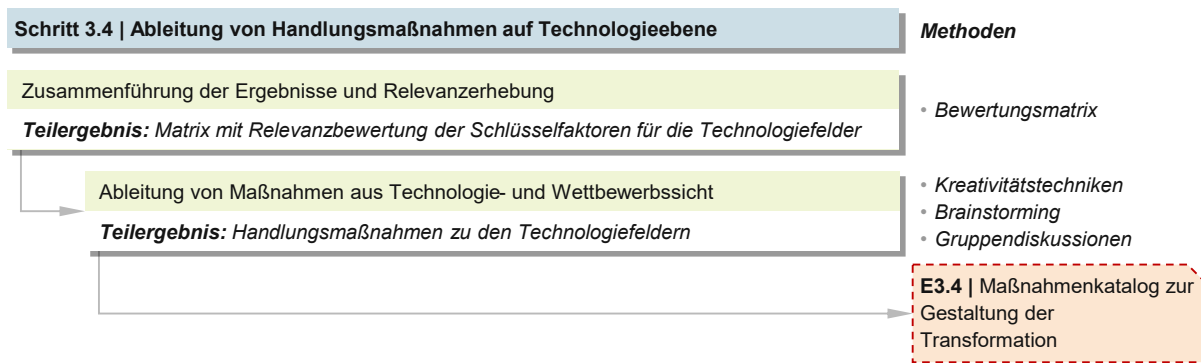 Schritt 3.4 | Ableitung von Handlungsmaßnahmen auf Technologieebene
Methoden
Zusammenführung der Ergebnisse und Relevanzerhebung
Teilergebnis: Matrix mit Relevanzbewertung der Schlüsselfaktoren für die Technologiefelder
• Bewertungsmatrix
Ableitung von Maßnahmen aus Technologie- und Wettbewerbssicht
Teilergebnis: Handlungsmaßnahmen zu den Technologiefeldern
• Kreativitätstechniken
• Brainstorming
• Gruppendiskussionen
E3.4 | Maßnahmenkatalog zur
Gestaltung der
Transformation